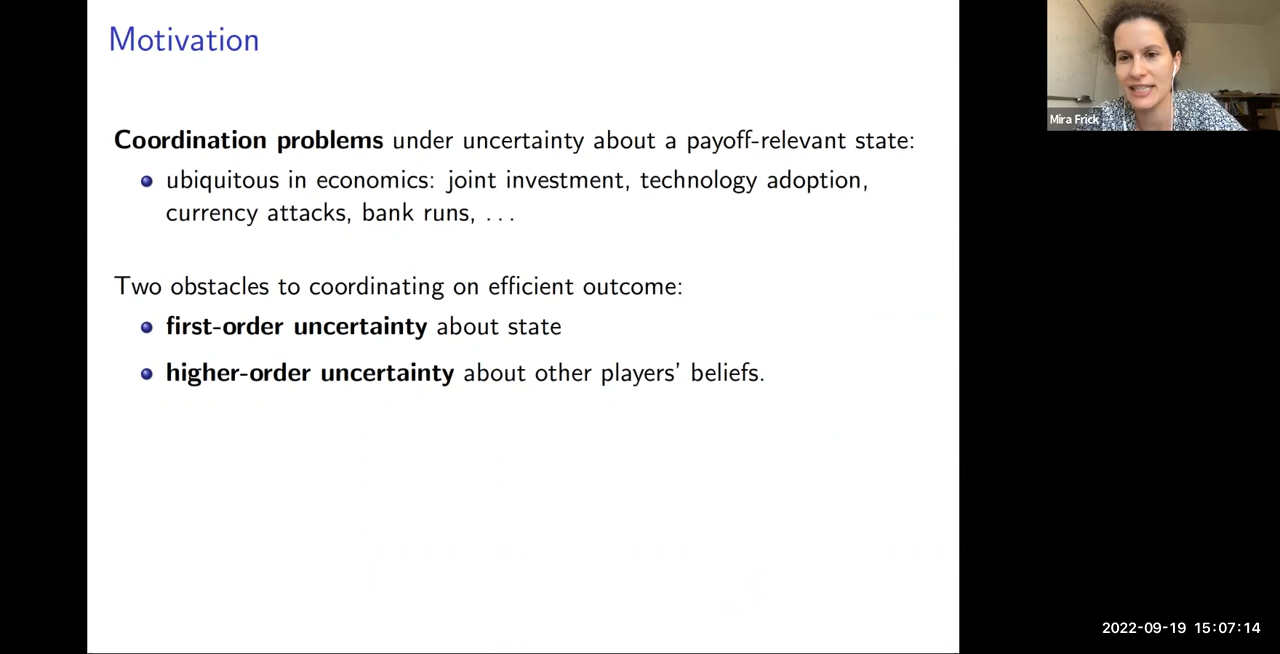 Motivation
Coordination problems under uncertainty about a payoff-relevant state:
ubiquitous in economics: joint investment, technology adoption,
currency attacks, bank runs, . . .
Two obstacles to coordinating on efficient outcome:
first-order uncertainty about state
higher-order uncertainty about other players' beliefs.
Mira Frick
2022-09-19 15:07:14